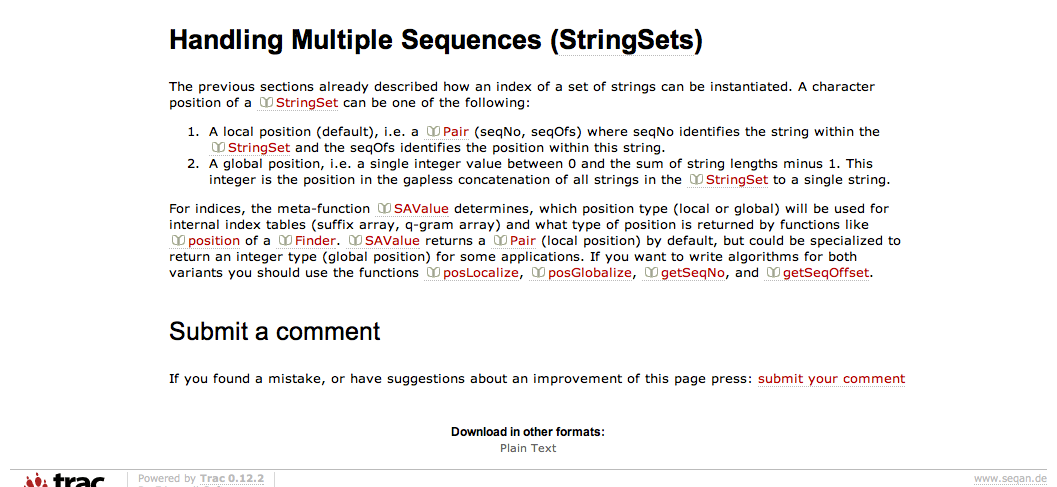 Handling Multiple Sequences (StringSets)
The previous sections already described how an index of a set of strings can be instantiated. A character
position of a StringSet can be one of the following:
1. A local position (default), i.e. a Pair (seqNo, seqOfs) where seqNo identifies the string within the
StringSet and the seqOfs identifies the position within this string.
2. A global position, i.e. a single integer value between 0 and the sum of string lengths minus 1. This
integer is the position in the gapless concatenation of all strings in the StringSet to a single string.
For indices, the meta-function SAValue determines, which position type (local or global) will be used for
internal index tables (suffix array, q-gram array) and what type of position is returned by functions like
position of a Finder. SAValue returns a Pair (local position) by default, but could be specialized to
return an integer type (global position) for some applications. If you want to write algorithms for both
variants you should use the functions posLocalize, posGlobalize, getSeqNo, and getSeqOffset.
Submit a comment
If you found a mistake, or have suggestions about an improvement of this page press: submit your comment
Download in other formats:
Plain Text
trac Powered by Trac 0.12.2 www.seqan.de